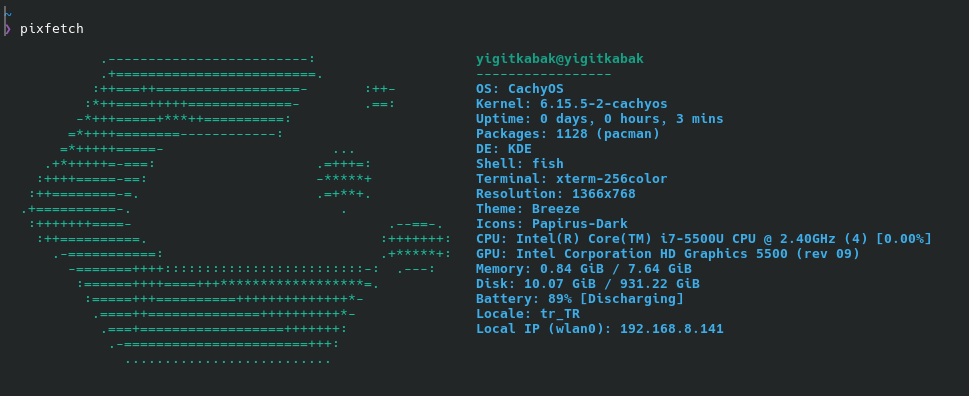 ~
❯ pixfetch
yigitkabak@yigitkabak
-----------------
OS: CachyOS
Kernel: 6.15.5-2-cachyos
Uptime: 0 days, 0 hours, 3 mins
Packages: 1128 (pacman)
DE: KDE
Shell: fish
Terminal: xterm-256color
Resolution: 1366x768
Theme: Breeze
Icons: Papirus-Dark
CPU: Intel(R) Core(TM) i7-5500U CPU @ 2.40GHz (4) [0.00%]
GPU: Intel Corporation HD Graphics 5500 (rev 09)
Memory: 0.84 GiB / 7.64 GiB
Disk: 10.07 GiB / 931.22 GiB
Battery: 89% [Discharging]
Locale: tr_TR
Local IP (wlan0): 192.168.8.141